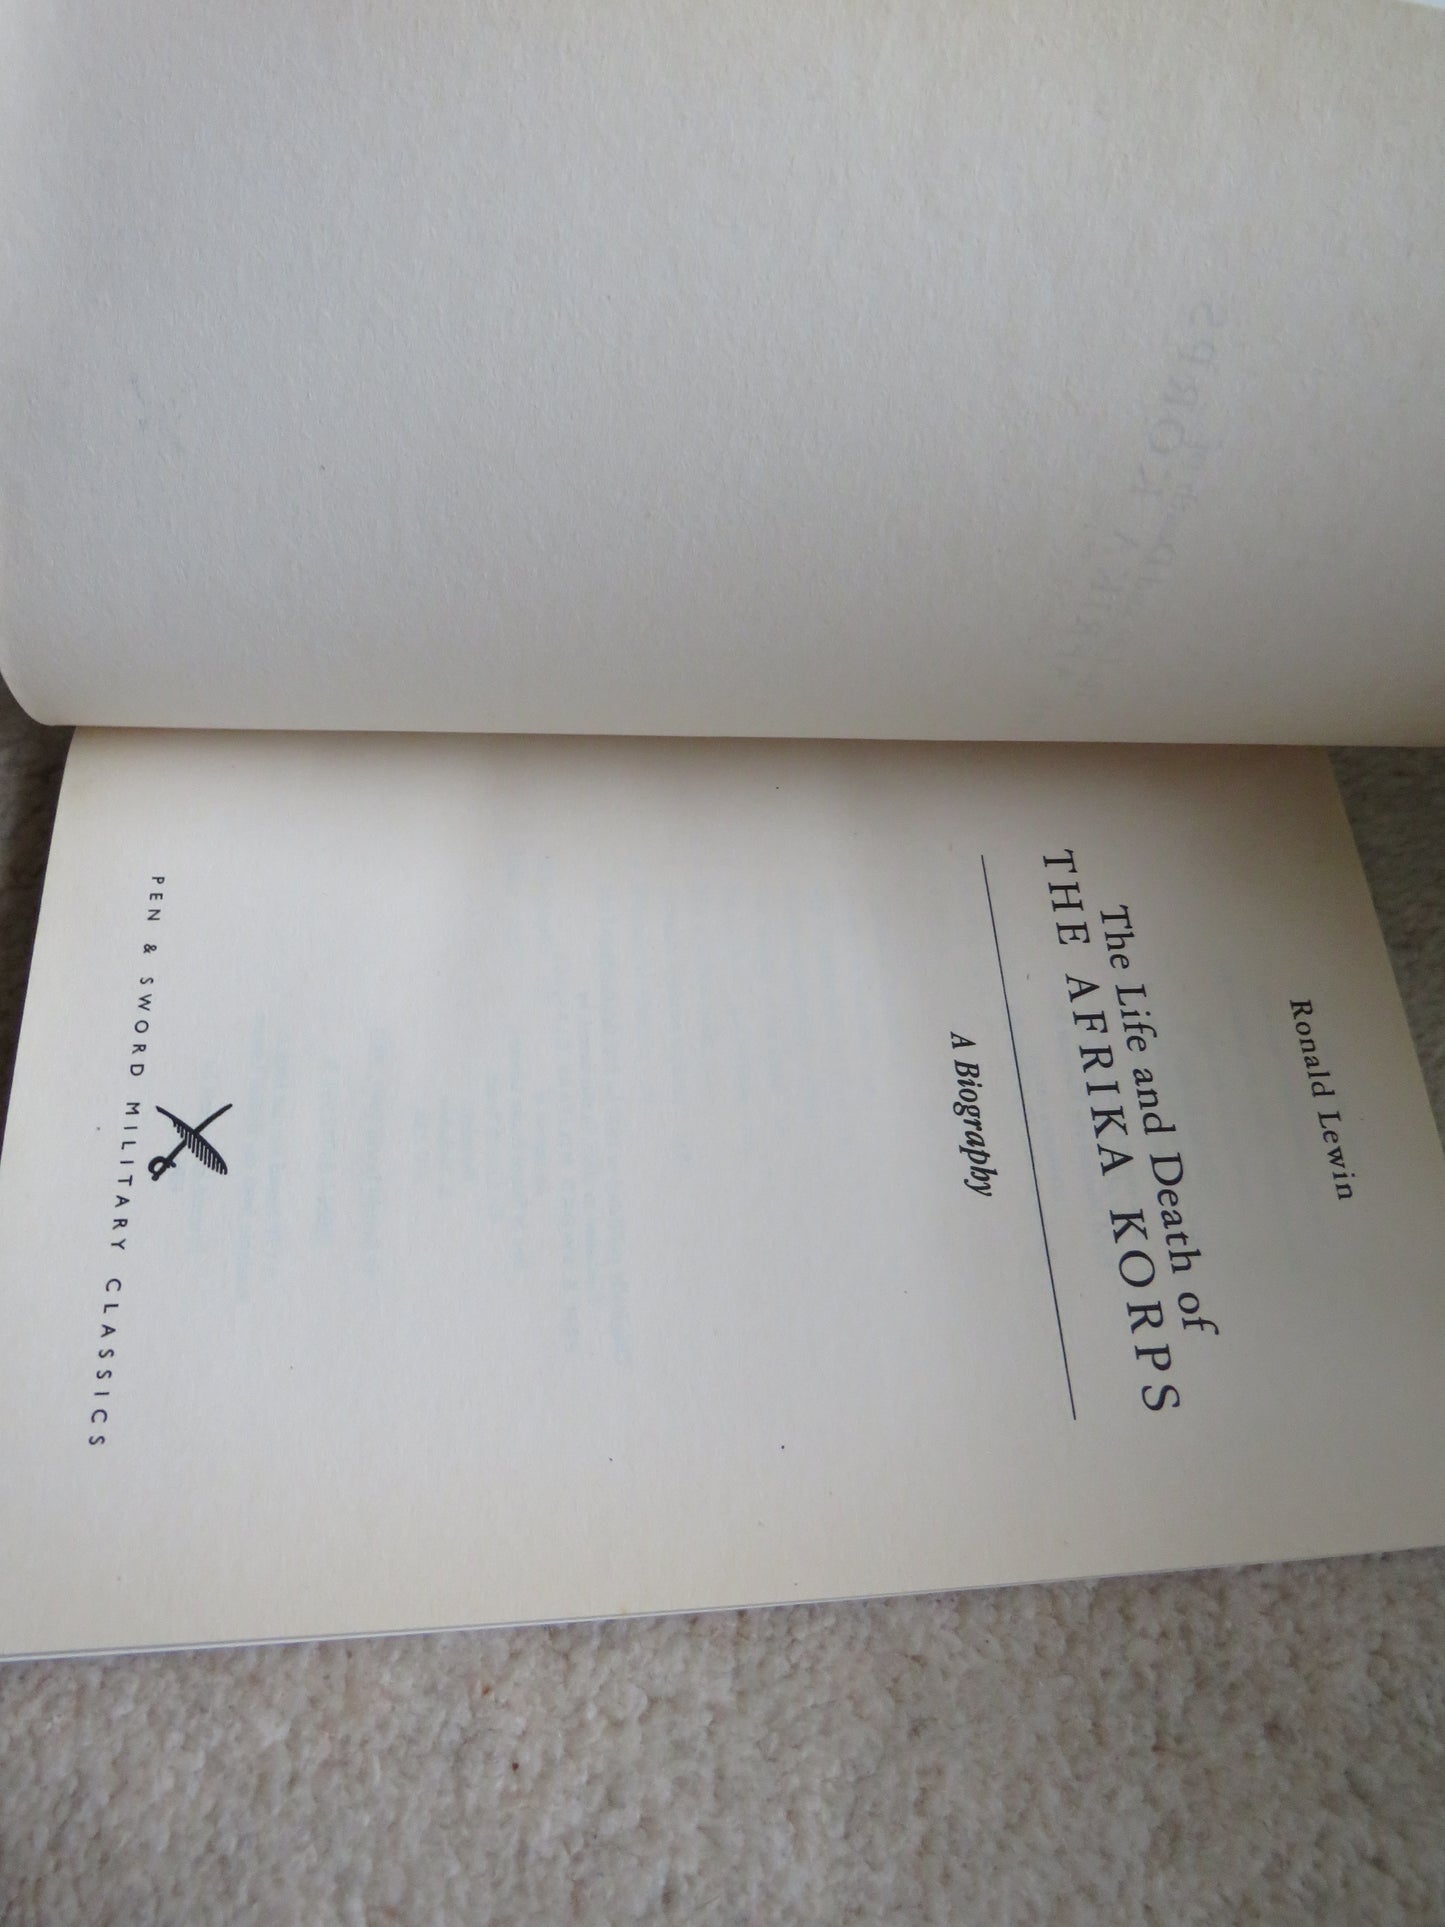 Ronald Lewin
The Life and Death of
THE AFRIKA KORPS
A Biography
PEN & SWORD MILITARY CLASSICS